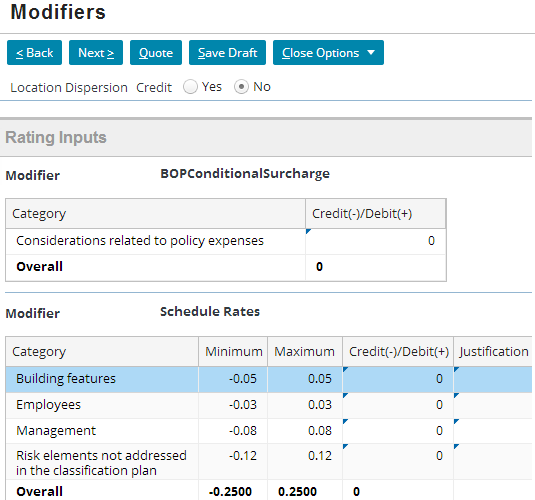 Modifiers
< Back Next > Quote Save Draft Close Options
Location Dispersion Credit Yes No
Rating Inputs
Modifier BOPConditionalSurcharge
Category Credit(-)/Debit(+)
Considerations related to policy expenses 0
Overall 0
Modifier Schedule Rates
Category Minimum Maximum Credit(-)/Debit(+) Justification
Building features -0.05 0.05 0
Employees -0.03 0.03 0
Management -0.08 0.08 0
Risk elements not addressed -0.12 0.12 0
in the classification plan
Overall -0.2500 0.2500 0